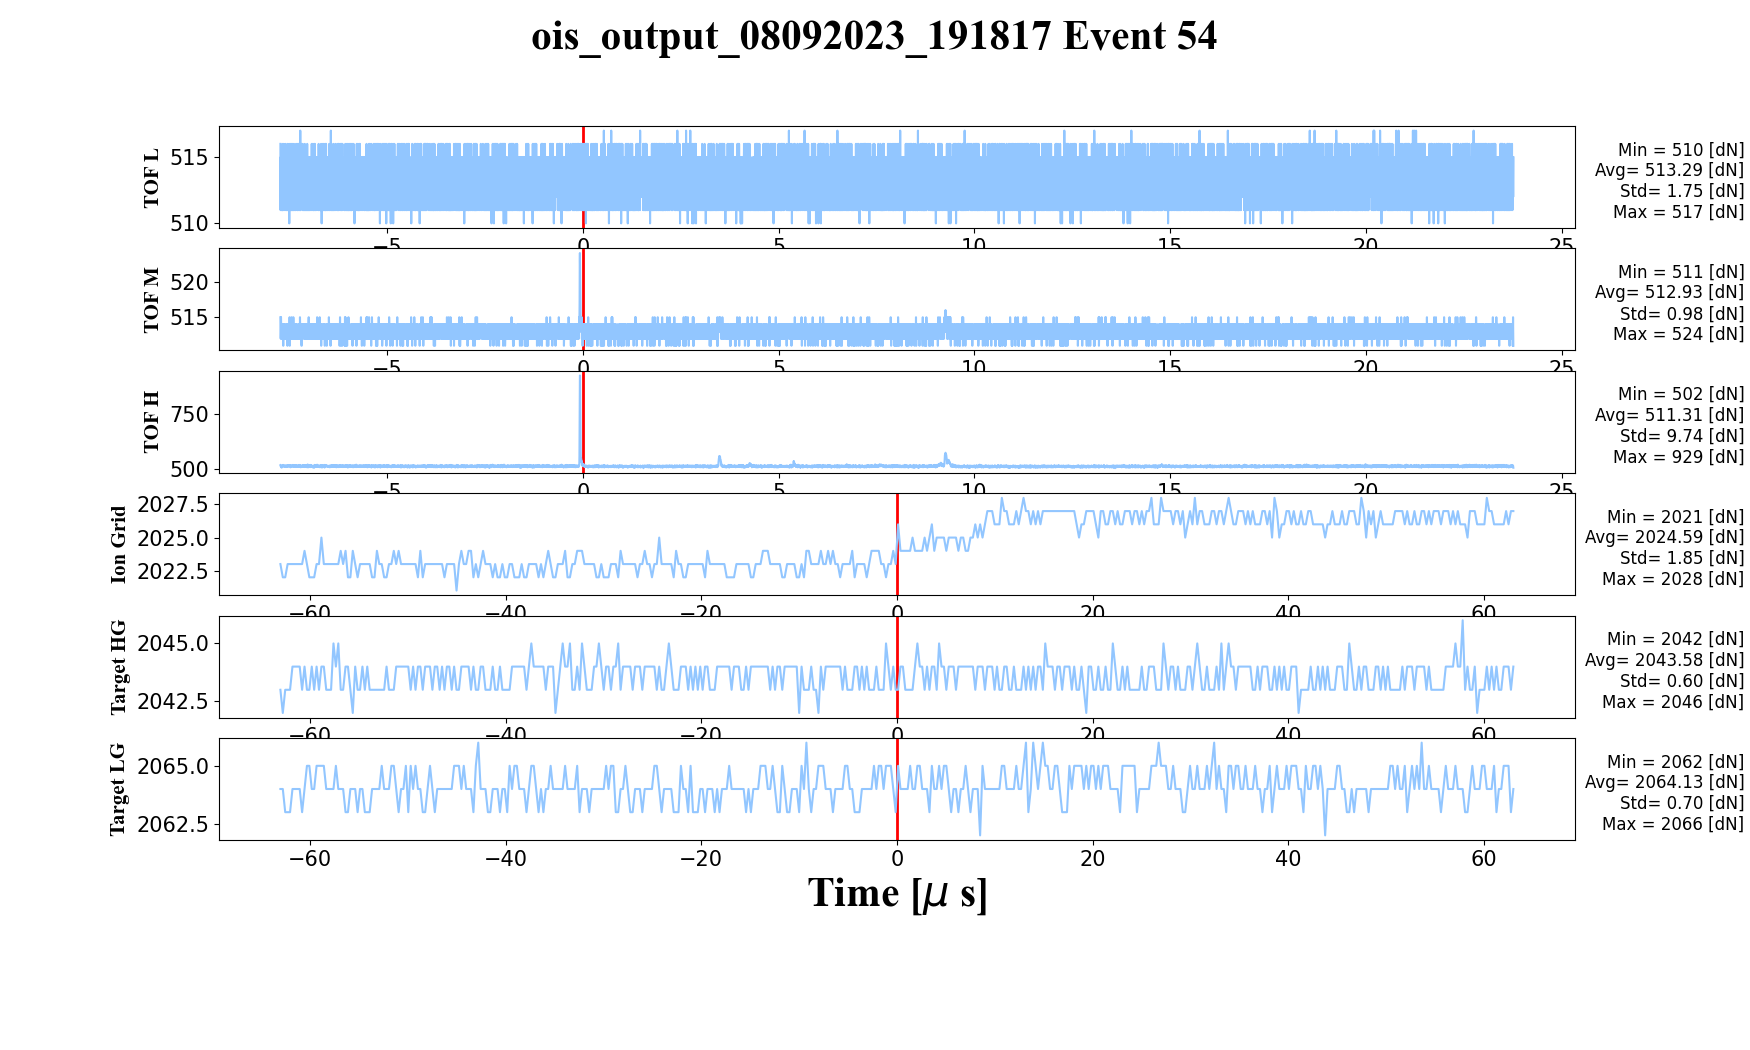 ois_output_08092023_191817 Event 54
TOF L
515
510
−5 0 5 10 15 20 25
Min = 510 [dN]
Avg= 513.29 [dN]
Std= 1.75 [dN]
Max = 517 [dN]
TOF M
520
515
−5 0 5 10 15 20 25
Min = 511 [dN]
Avg= 512.93 [dN]
Std= 0.98 [dN]
Max = 524 [dN]
TOF H
750
500
−5 0 5 10 15 20 25
Min = 502 [dN]
Avg= 511.31 [dN]
Std= 9.74 [dN]
Max = 929 [dN]
Ion Grid
2027.5
2025.0
2022.5
−60 −40 −20 0 20 40 60
Min = 2021 [dN]
Avg= 2024.59 [dN]
Std= 1.85 [dN]
Max = 2028 [dN]
Target HG
2045.0
2042.5
−60 −40 −20 0 20 40 60
Min = 2042 [dN]
Avg= 2043.58 [dN]
Std= 0.60 [dN]
Max = 2046 [dN]
Target LG
2065.0
2062.5
−60 −40 −20 0 20 40 60
Min = 2062 [dN]
Avg= 2064.13 [dN]
Std= 0.70 [dN]
Max = 2066 [dN]
Time [μ s]